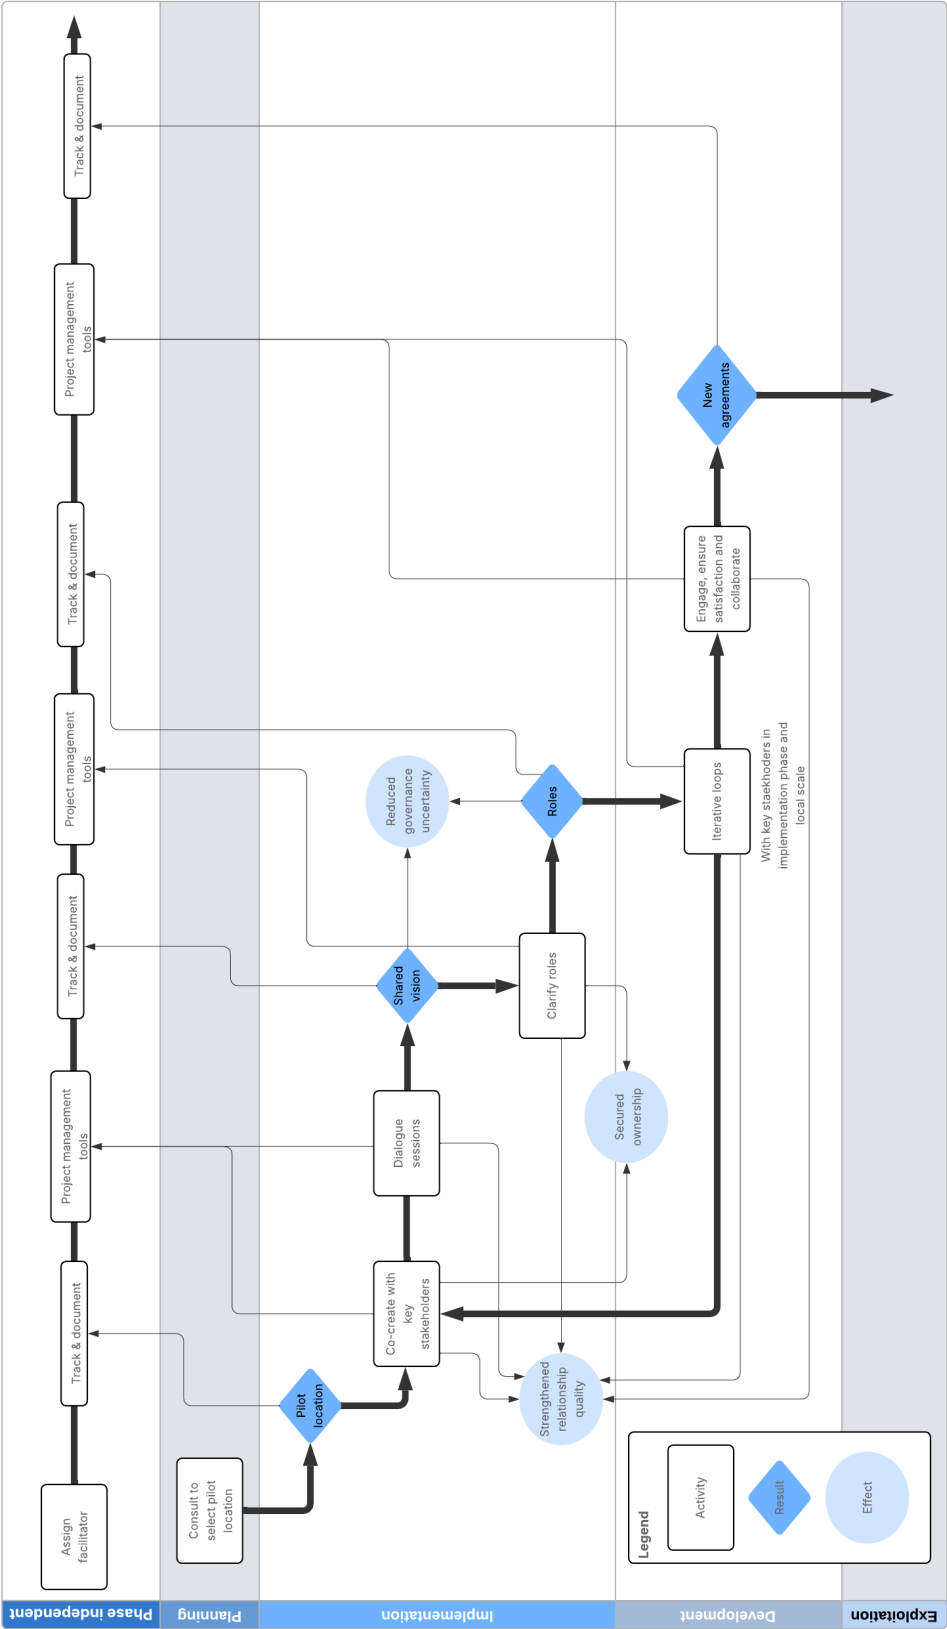 Phase independent
Assign
facilitator
Track & document
Project management
tools
Track & document
Project management
tools
Track & document
Project management
tools
Track & document
Planning
Consult to
select pilot
location
Implementation
Pilot
location
Co-create with
key
stakeholders
Dialogue
sessions
Shared
vision
Reduced
governance
uncertainty
Strengthened
relationship
quality
Clarify roles
Roles
Secured
ownership
Development
Iterative loops
With key staekhoders in
implementation phase and
local scale
Engage, ensure
satisfaction and
collaborate
New
agreements
Exploitation
Legend
Activity
Result
Effect